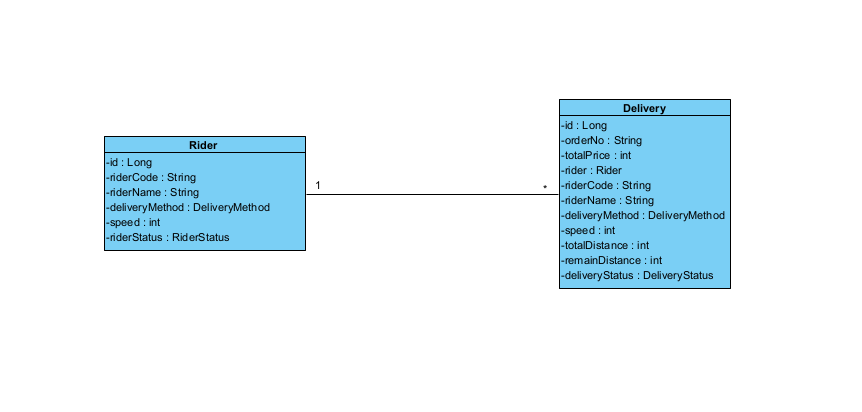 Rider
-id : Long
-riderCode : String
-riderName : String
-deliveryMethod : DeliveryMethod
-speed : int
-riderStatus : RiderStatus
1
*
Delivery
-id : Long
-orderNo : String
-totalPrice : int
-rider : Rider
-riderCode : String
-riderName : String
-deliveryMethod : DeliveryMethod
-speed : int
-totalDistance : int
-remainDistance : int
-deliveryStatus : DeliveryStatus